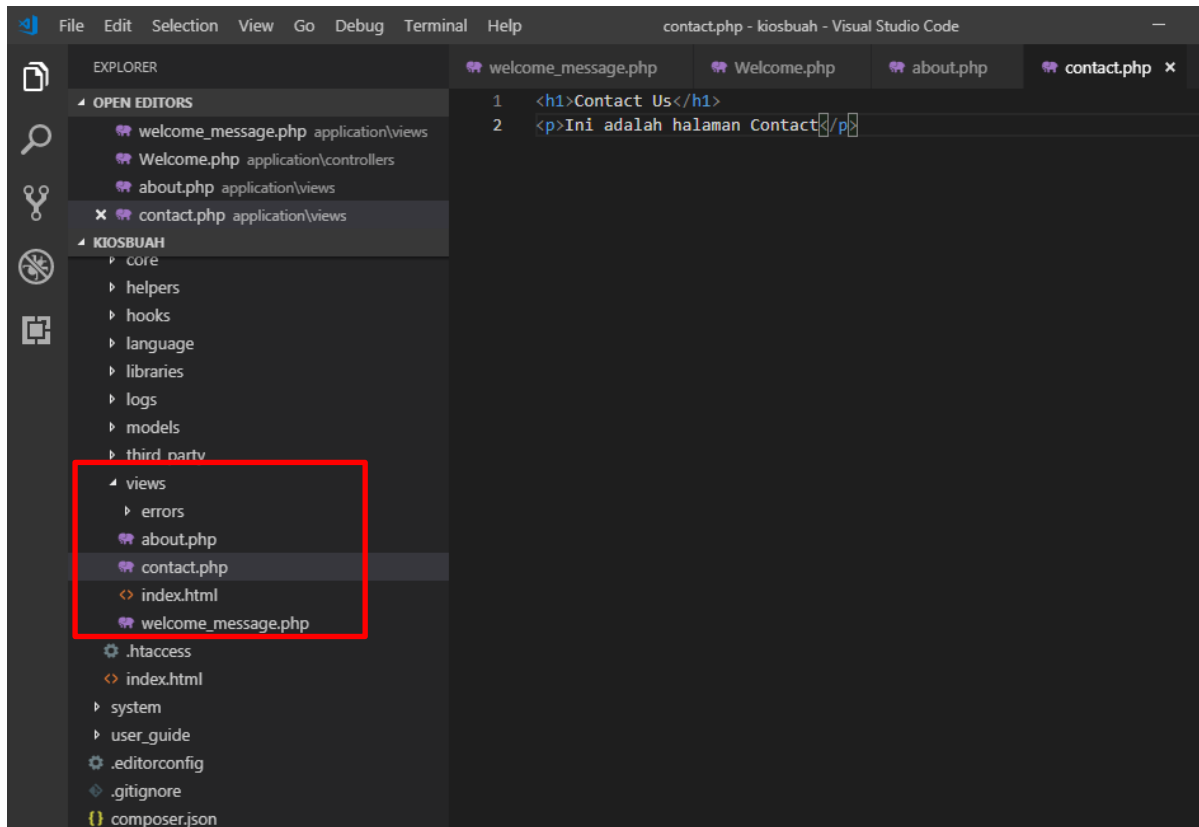 File Edit Selection View Go Debug Terminal Help contact.php - kiosbuah - Visual Studio Code
EXPLORER
OPEN EDITORS
welcome_message.php application\views
Welcome.php application\controllers
about.php application\views
contact.php application\views
KIOSBUAH
core
helpers
hooks
language
libraries
logs
models
third_party
views
errors
about.php
contact.php
index.html
welcome_message.php
.htaccess
index.html
system
user_guide
.editorconfig
.gitignore
{} composer.json
welcome_message.php Welcome.php about.php contact.php
1 <h1>Contact Us</h1>
2 <p>Ini adalah halaman Contact</p>